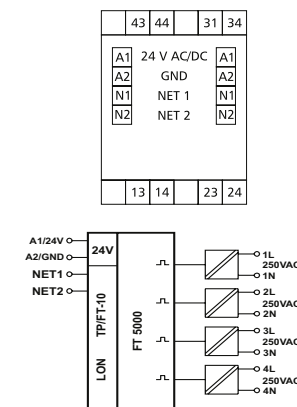 43 44 31 34
A1 24 V AC/DC A1
A2 GND A2
N1 NET 1 N1
N2 NET 2 N2
13 14 23 24
A1/24V
A2/GND
NET1
NET2
24V
LON TP/FT-10
FT 5000
1L
250VAC
1N
2L
250VAC
2N
3L
250VAC
3N
4L
250VAC
4N